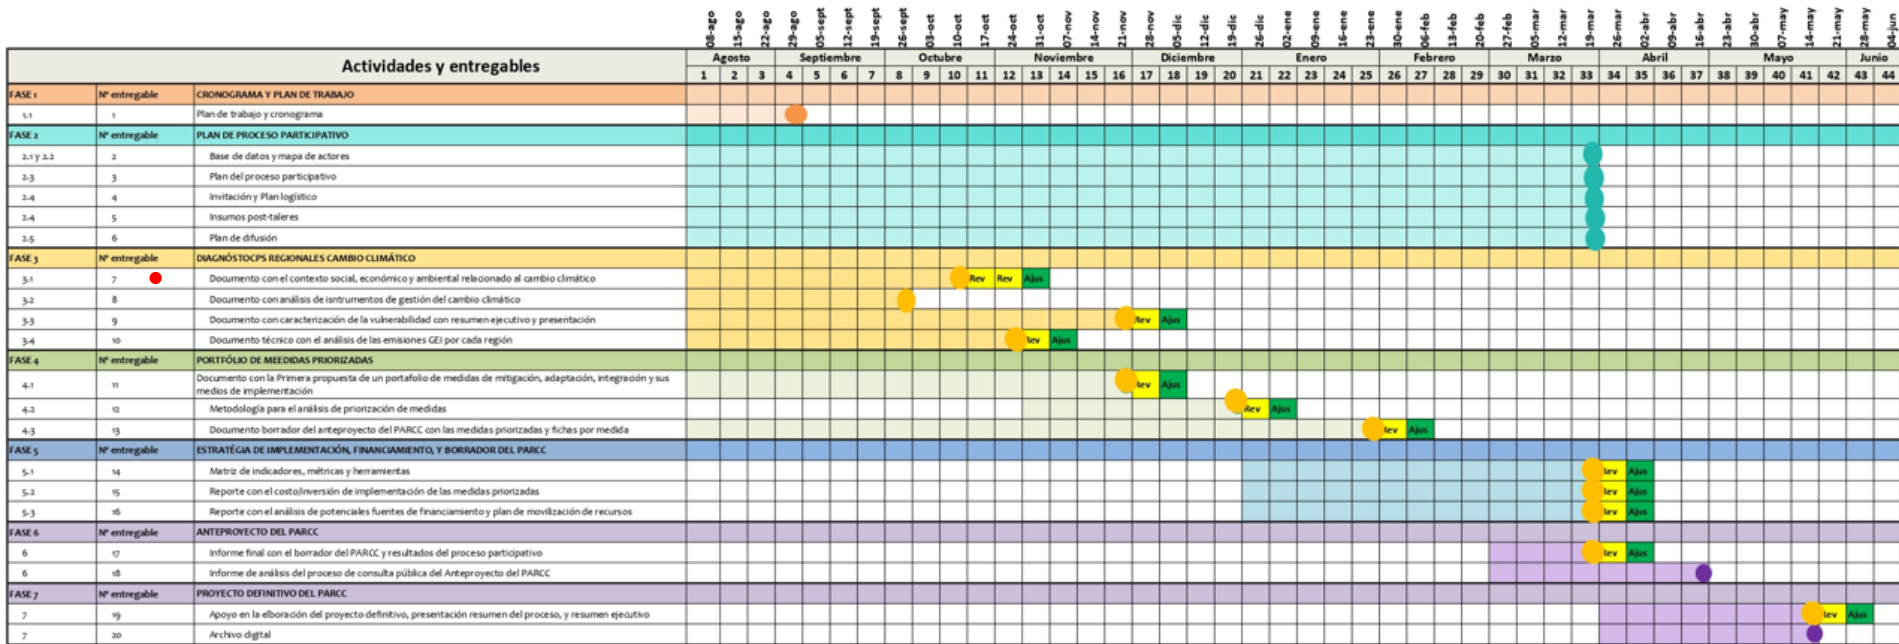 08-ago 15-ago 22-ago 29-ago 05-sept 12-sept 19-sept 26-sept 03-oct 10-oct 17-oct 24-oct 31-oct 07-nov 14-nov 21-nov 28-nov 05-dic 12-dic 19-dic 26-dic 02-ene 09-ene 16-ene 23-ene 30-ene 06-feb 13-feb 20-feb 27-feb 05-mar 12-mar 19-mar 26-mar 02-abr 09-abr 16-abr 23-abr 30-abr 07-may 14-may 21-may 28-may 04-jun
Actividades y entregables Agosto Septiembre Octubre Noviembre Diciembre Enero Febrero Marzo Abril Mayo Junio
1 2 3 4 5 6 7 8 9 10 11 12 13 14 15 16 17 18 19 20 21 22 23 24 25 26 27 28 29 30 31 32 33 34 35 36 37 38 39 40 41 42 43 44
FASE 1 Nº entregable CRONOGRAMA Y PLAN DE TRABAJO
1.1 1 Plan de trabajo y cronograma
FASE 2 Nº entregable PLAN DE PROCESO PARTICIPATIVO
2.1 y 2.2 2 Base de datos y mapa de actores
2.3 3 Plan del proceso participativo
2.4 4 Invitación y Plan logístico
2.4 5 Insumos post-taleres
2.5 6 Plan de difusión
FASE 3 Nº entregable DIAGNÓSTOCPS REGIONALES CAMBIO CLIMÁTICO
3.1 7 Documento con el contexto social, económico y ambiental relacionado al cambio climático Rev Rev Ajus
3.2 8 Documento con análisis de isntrumentos de gestión del cambio climático
3.3 9 Documento con caracterización de la vulnerabilidad con resumen ejecutivo y presentación Rev Ajus
3.4 10 Documento técnico con el análisis de las emisiones GEI por cada región Rev Ajus
FASE 4 Nº entregable PORTFÓLIO DE MEEDIDAS PRIORIZADAS
4.1 11 Documento con la Primera propuesta de un portafolio de medidas de mitigación, adaptación, integración y sus
medios de implementación Rev Ajus
4.2 12 Metodología para el análisis de priorización de medidas Rev Ajus
4.3 13 Documento borrador del anteproyecto del PARCC con las medidas priorizadas y fichas por medida Rev Ajus
FASE 5 Nº entregable ESTRATÉGIA DE IMPLEMENTACIÓN, FINANCIAMIENTO, Y BORRADOR DEL PARCC
5.1 14 Matriz de indicadores, métricas y herramientas Rev Ajus
5.2 15 Reporte con el costo/inversión de implementación de las medidas priorizadas Rev Ajus
5.3 16 Reporte con el análisis de potenciales fuentes de financiamiento y plan de movilización de recursos Rev Ajus
FASE 6 Nº entregable ANTEPROYECTO DEL PARCC
6 17 Informe final con el borrador del PARCC y resultados del proceso participativo Rev Ajus
6 18 Informe de análisis del proceso de consulta pública del Anteproyecto del PARCC
FASE 7 Nº entregable PROYECTO DEFINITIVO DEL PARCC
7 19 Apoyo en la elboración del proyecto definitivo, presentación resumen del proceso, y resumen ejecutivo Rev Ajus
7 20 Archivo digital